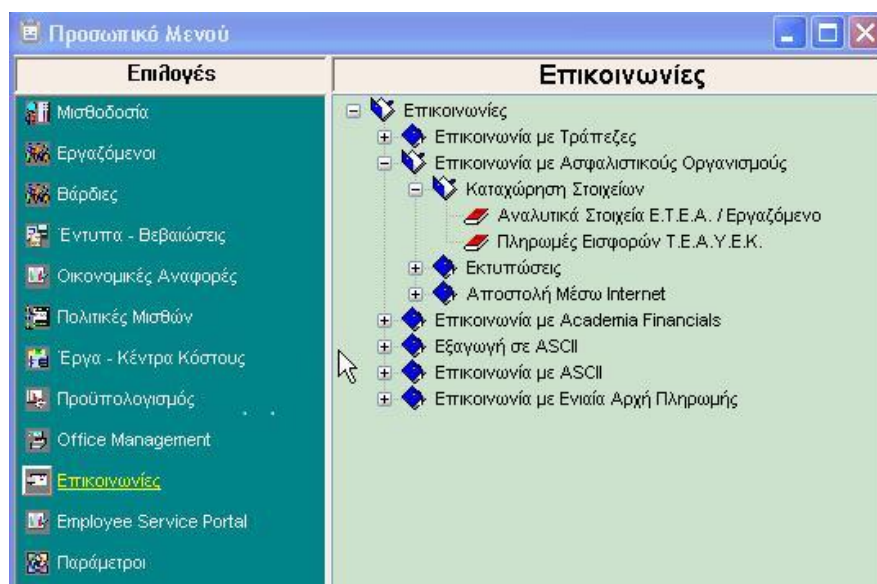 Προσωπικό Μενού
Επιλογές
Μισθοδοσία
Εργαζόμενοι
Βάρδιες
Έντυπα - Βεβαιώσεις
Οικονομικές Αναφορές
Πολιτικές Μισθών
Έργα - Κέντρα Κόστους
Προϋπολογισμός
Office Management
Επικοινωνίες
Employee Service Portal
Παράμετροι
Επικοινωνίες
Επικοινωνίες
Επικοινωνία με Τράπεζες
Επικοινωνία με Ασφαλιστικούς Οργανισμούς
Καταχώρηση Στοιχείων
Αναλυτικά Στοιχεία Ε.Τ.Ε.Α. / Εργαζόμενο
Πληρωμές Εισφορών Τ.Ε.Α.Υ.Ε.Κ.
Εκτυπώσεις
Αποστολή Μέσω Internet
Επικοινωνία με Academia Financials
Εξαγωγή σε ASCII
Επικοινωνία με ASCII
Επικοινωνία με Ενιαία Αρχή Πληρωμής